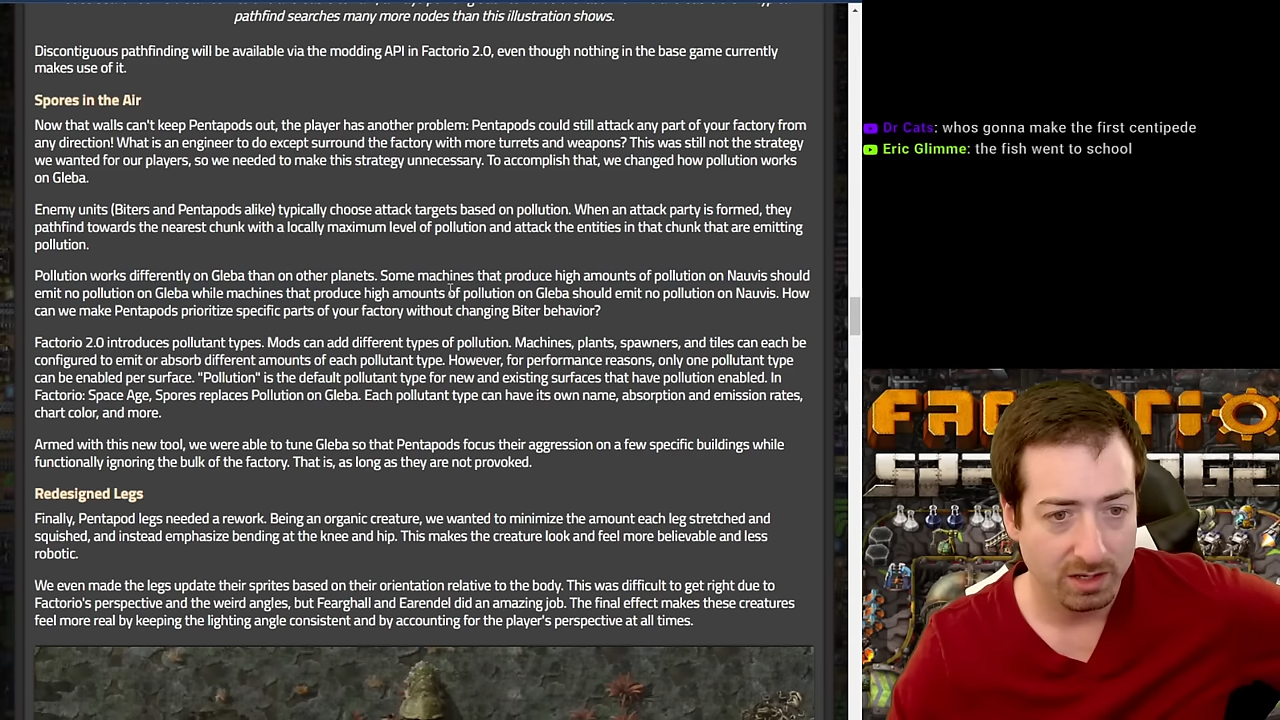 pathfind searches many more nodes than this illustration shows.
Discontiguous pathfinding will be available via the modding API in Factorio 2.0, even though nothing in the base game currently
makes use of it.
Spores in the Air
Now that walls can't keep Pentapods out, the player has another problem: Pentapods could still attack any part of your factory from
any direction! What is an engineer to do except surround the factory with more turrets and weapons? This was still not the strategy
we wanted for our players, so we needed to make this strategy unnecessary. To accomplish that, we changed how pollution works
on Gleba.
Enemy units (Biters and Pentapods alike) typically choose attack targets based on pollution. When an attack party is formed, they
pathfind towards the nearest chunk with a locally maximum level of pollution and attack the entities in that chunk that are emitting
pollution.
Pollution works differently on Gleba than on other planets. Some machines that produce high amounts of pollution on Nauvis should
emit no pollution on Gleba while machines that produce high amounts of pollution on Gleba should emit no pollution on Nauvis. How
can we make Pentapods prioritize specific parts of your factory without changing Biter behavior?
Factorio 2.0 introduces pollutant types. Mods can add different types of pollution. Machines, plants, spawners, and tiles can each be
configured to emit or absorb different amounts of each pollutant type. However, for performance reasons, only one pollutant type
can be enabled per surface. "Pollution" is the default pollutant type for new and existing surfaces that have pollution enabled. In
Factorio: Space Age, Spores replaces Pollution on Gleba. Each pollutant type can have its own name, absorption and emission rates,
chart color, and more.
Armed with this new tool, we were able to tune Gleba so that Pentapods focus their aggression on a few specific buildings while
functionally ignoring the bulk of the factory. That is, as long as they are not provoked.
Redesigned Legs
Finally, Pentapod legs needed a rework. Being an organic creature, we wanted to minimize the amount each leg stretched and
squished, and instead emphasize bending at the knee and hip. This makes the creature look and feel more believable and less
robotic.
We even made the legs update their sprites based on their orientation relative to the body. This was difficult to get right due to
Factorio's perspective and the weird angles, but Fearghall and Earendel did an amazing job. The final effect makes these creatures
feel more real by keeping the lighting angle consistent and by accounting for the player's perspective at all times.
Dr Cats: whos gonna make the first centipede
Eric Glimme: the fish went to school